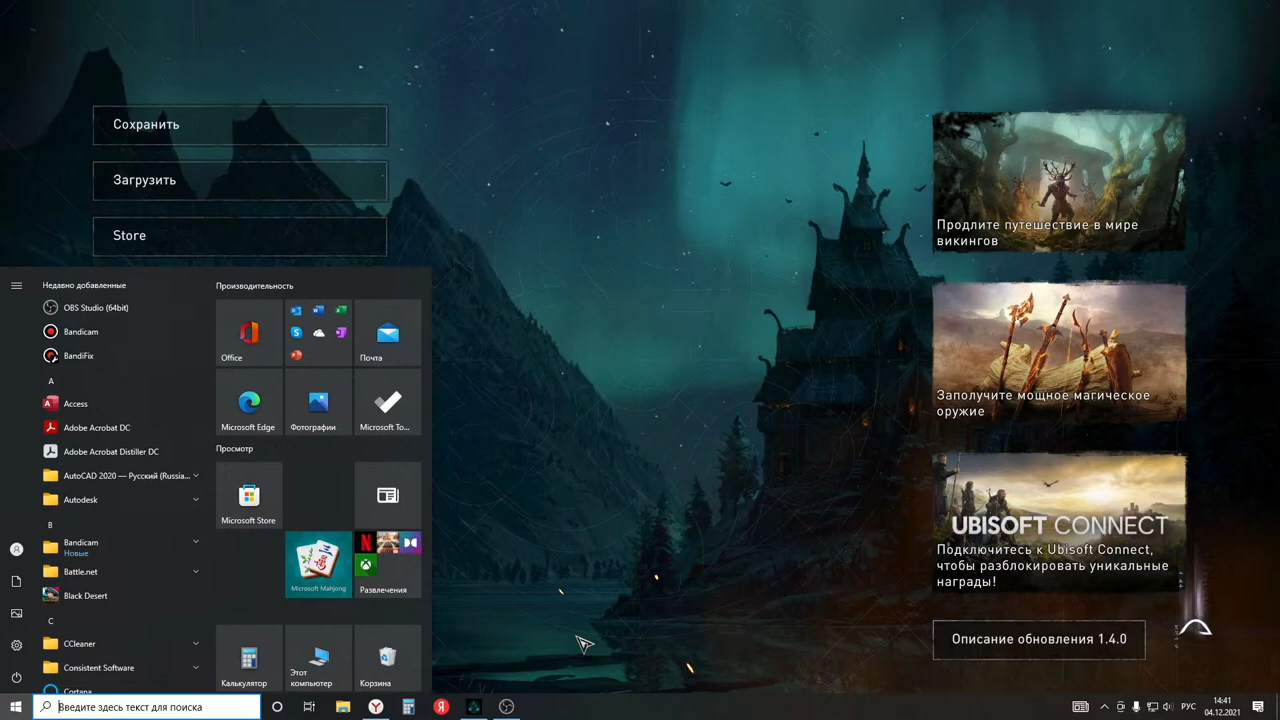 Сохранить
Загрузить
Store
Продлите путешествие в мире
викингов
Заполучите мощное магическое
оружие
UBISOFT CONNECT
Подключитесь к Ubisoft Connect,
чтобы разблокировать уникальные
награды!
Описание обновления 1.4.0
Недавно добавленные
OBS Studio (64bit)
Bandicam
BandiFix
A
Access
Adobe Acrobat DC
Adobe Acrobat Distiller DC
AutoCAD 2020 — Русский (Russia...
Autodesk
B
Bandicam
Новые
Battle.net
Black Desert
C
CCleaner
Consistent Software
Cortana
Производительность
Office
Почта
Microsoft Edge
Фотографии
Microsoft To...
Просмотр
Microsoft Store
Microsoft Mahjong
Развлечения
Калькулятор
Этот
компьютер
Корзина
Введите здесь текст для поиска
РУС
14:41
04.12.2021